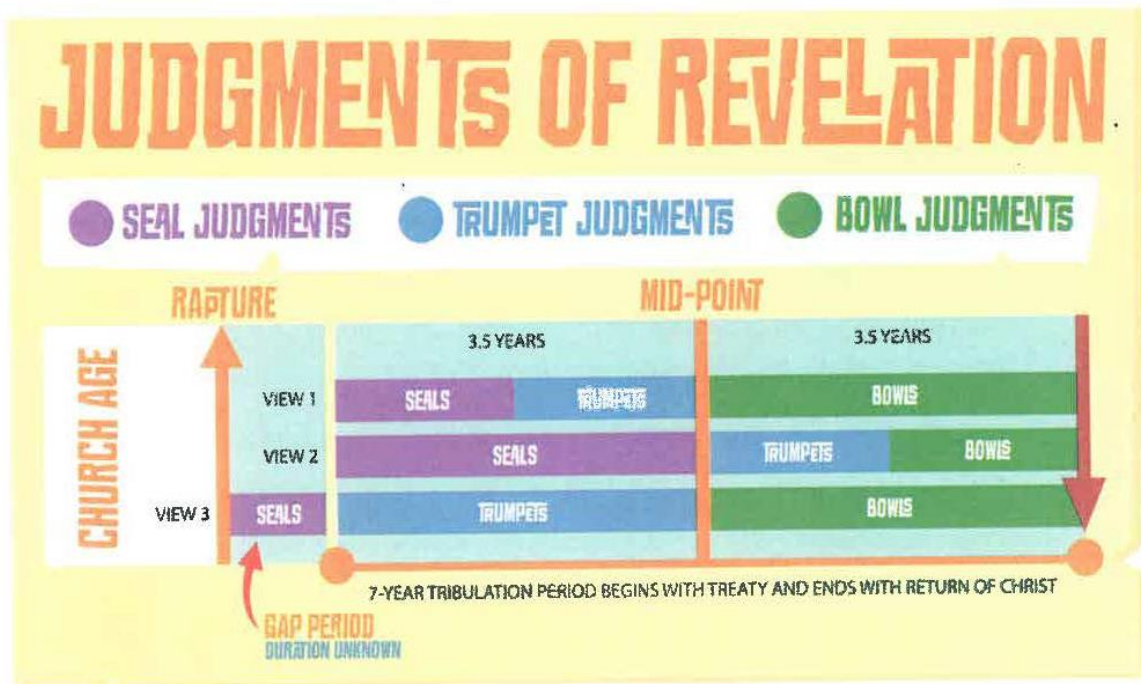 JUDGMENTS OF REVELATION
SEAL JUDGMENTS TRUMPET JUDGMENTS BOWL JUDGMENTS
RAPTURE MID-POINT
CHURCH AGE
3.5 YEARS 3.5 YEARS
VIEW 1 SEALS TRUMPETS BOWLS
VIEW 2 SEALS TRUMPETS BOWLS
VIEW 3 SEALS TRUMPETS BOWLS
7-YEAR TRIBULATION PERIOD BEGINS WITH TREATY AND ENDS WITH RETURN OF CHRIST
GAP PERIOD
DURATION UNKNOWN